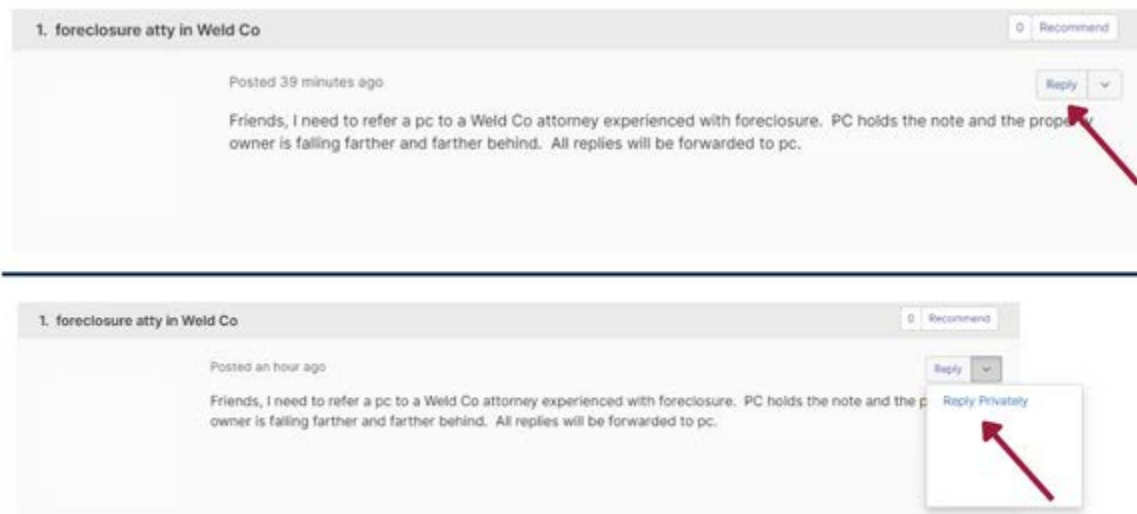 1. foreclosure atty in Weld Co
0 Recommend
Posted 39 minutes ago
Reply
Friends, I need to refer a pc to a Weld Co attorney experienced with foreclosure. PC holds the note and the property
owner is falling farther and farther behind. All replies will be forwarded to pc.
1. foreclosure atty in Weld Co
0 Recommend
Posted an hour ago
Reply
Friends, I need to refer a pc to a Weld Co attorney experienced with foreclosure. PC holds the note and the p
Reply Privately
owner is falling farther and farther behind. All replies will be forwarded to pc.